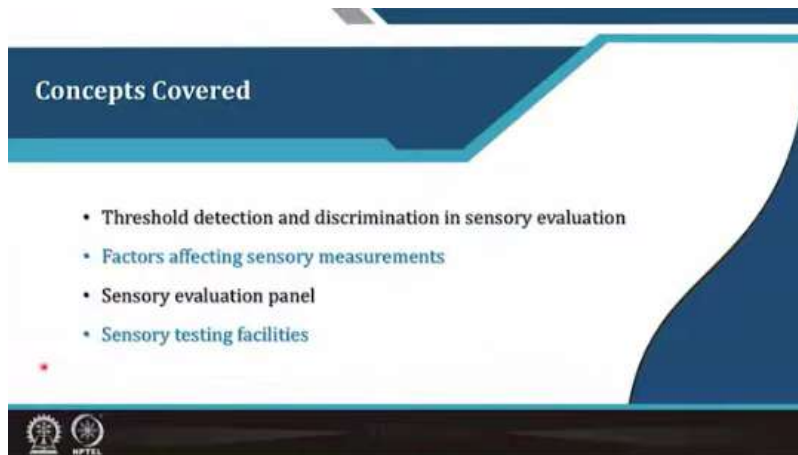 Concepts Covered
• Threshold detection and discrimination in sensory evaluation
• Factors affecting sensory measurements
• Sensory evaluation panel
• Sensory testing facilities
NPTEL